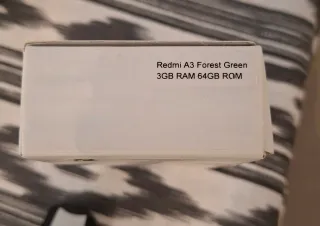 Redmi A3 Forest Green
3GB RAM 64GB ROM